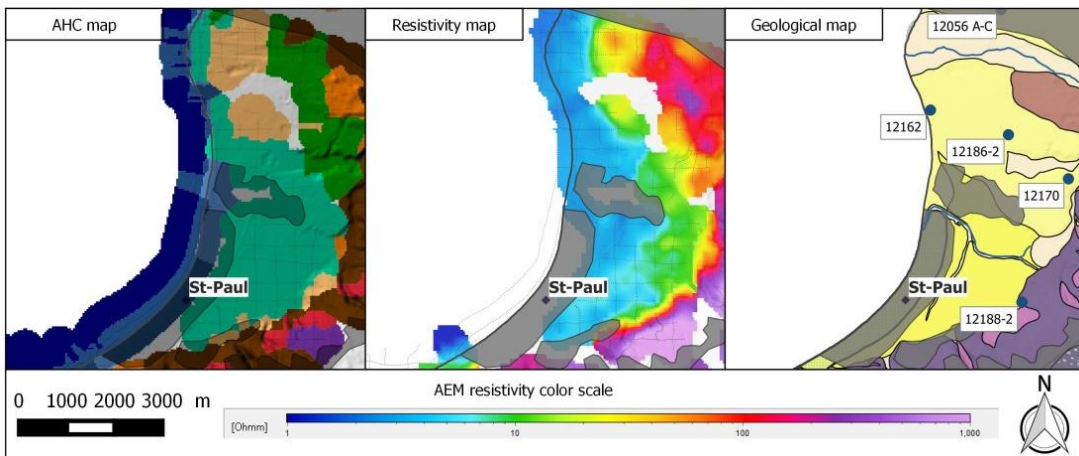 AHC map
Resistivity map
Geological map
12056 A-C
12162
12186-2
12170
St-Paul
St-Paul
St-Paul
12188-2
AEM resistivity color scale
0 1000 2000 3000 m
[Ohmm]
1 10 100 1,000
N